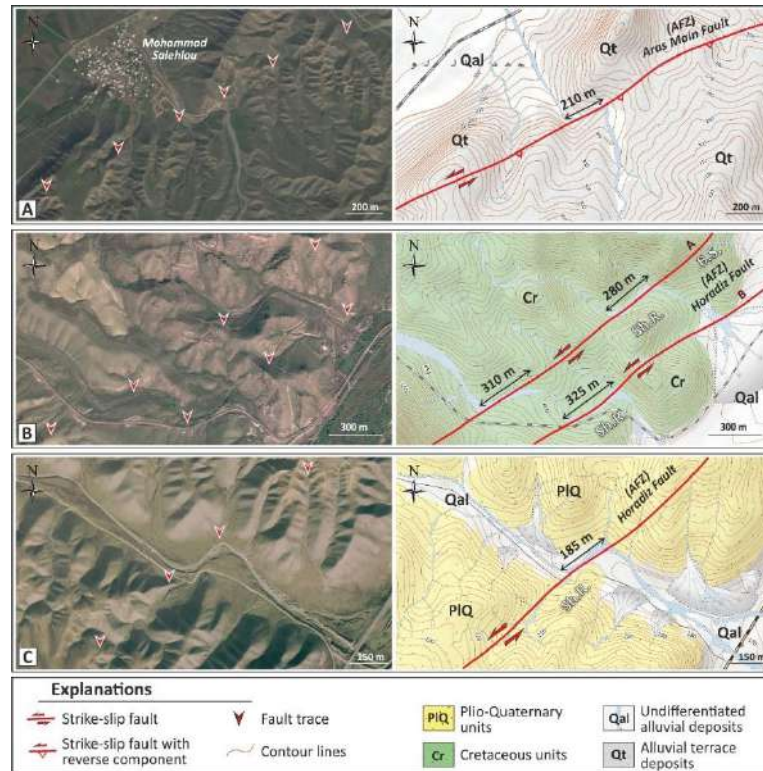 N
Mohammad
Salehlou
A
200 m
N
Qal
Qt
(AFZ)
Aras Main Fault
210 m
Qt
Qt
200 m
N
B
300 m
N
Cr
280 m
A
(AFZ)
Horadiz Fault
B
Sh.R.
310 m
325 m
Cr
Sh.R.
Qal
300 m
N
C
150 m
N
Qal
PlQ
(AFZ)
Horadiz Fault
185 m
Sh.R.
PlQ
Qal
150 m
Explanations
Strike-slip fault
Strike-slip fault with
reverse component
Fault trace
Contour lines
PlQ
Plio-Quaternary
units
Cr
Cretaceous units
Qal
Undifferentiated
alluvial deposits
Qt
Alluvial terrace
deposits